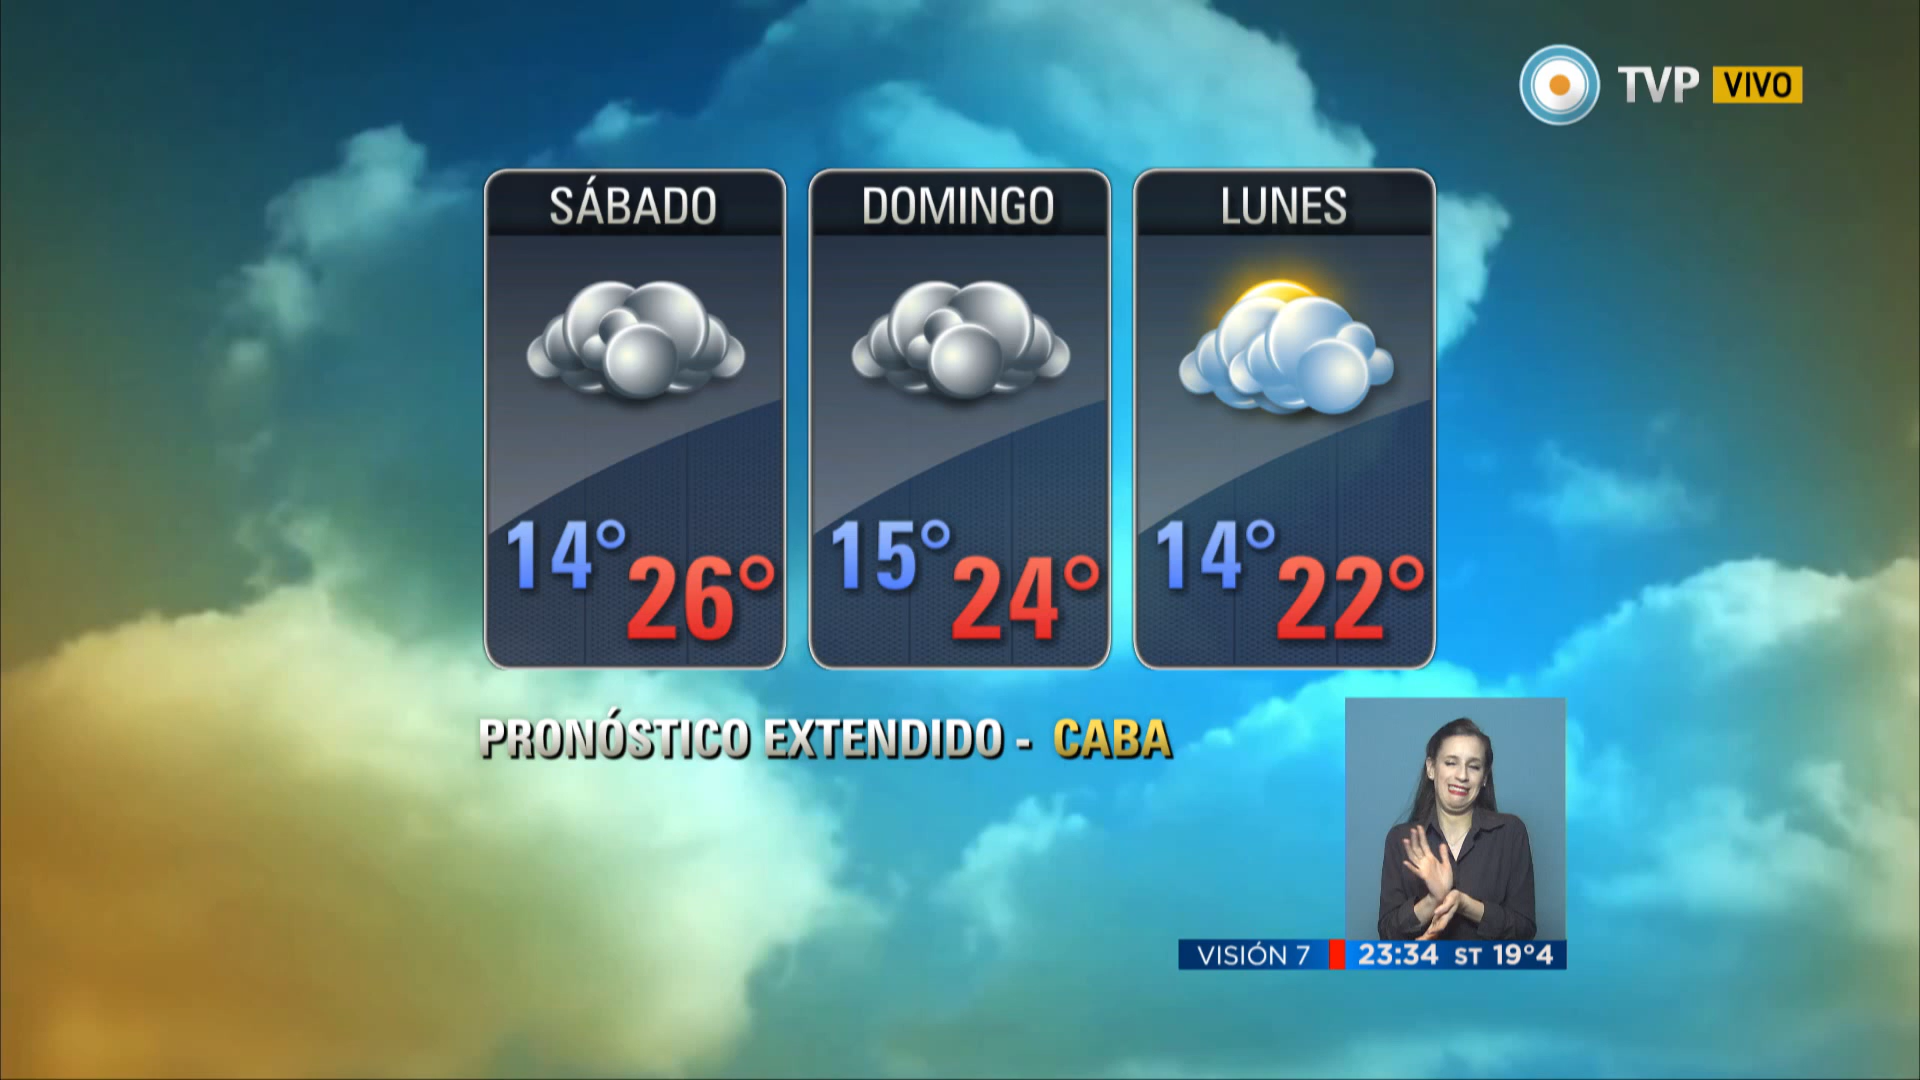 TVP VIVO
SÁBADO
14° 26°
DOMINGO
15° 24°
LUNES
14° 22°
PRONÓSTICO EXTENDIDO - CABA
VISIÓN 7 23:34 ST 19°4